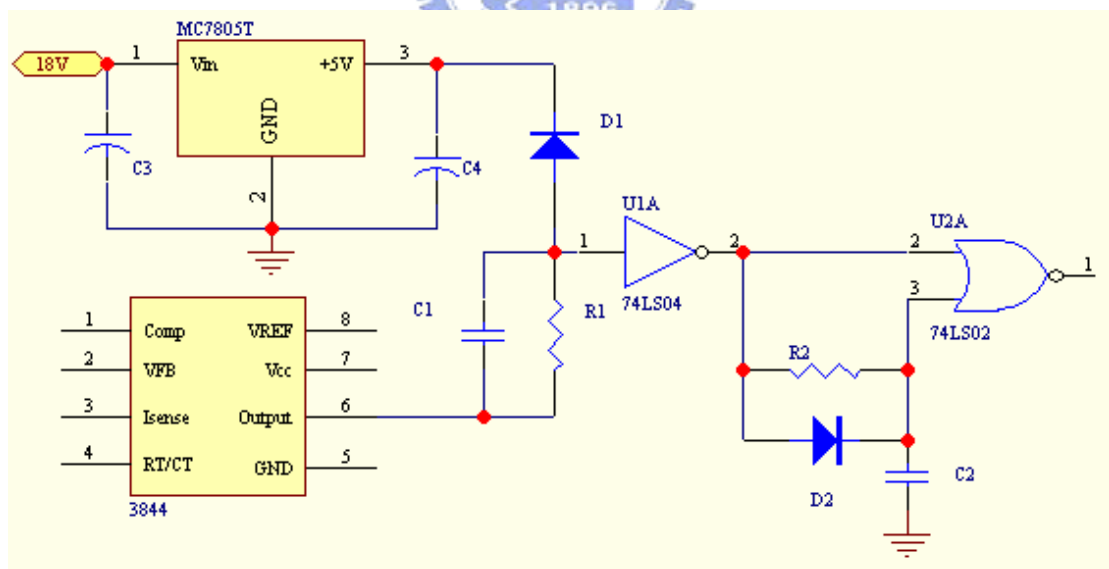 1896
MC7805T
18V
1
Vin
+5V
3
GND
2
C3
C4
D1
U1A
1
2
74LS04
U2A
2
3
1
74LS02
C1
R1
R2
D2
C2
1
Comp
VREF
8
2
VFB
Vcc
7
3
Isense
Output
6
4
RT/CT
GND
5
3844